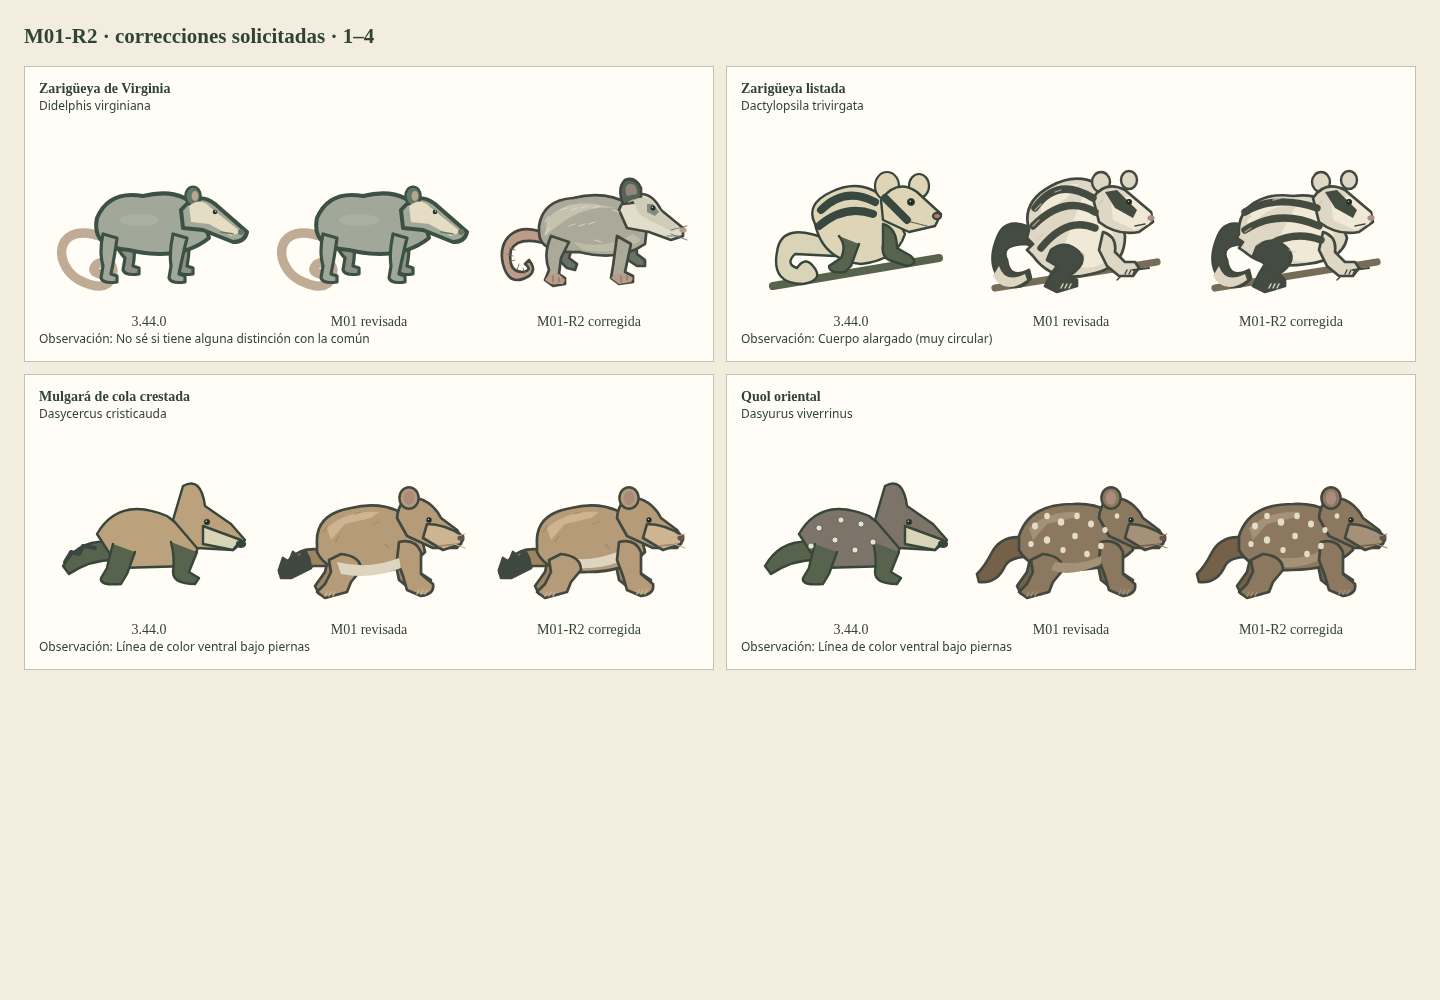 M01-R2 · correcciones solicitadas · 1–4
Zarigüeya de Virginia
Didelphis virginiana
3.44.0
M01 revisada
M01-R2 corregida
Observación: No sé si tiene alguna distinción con la común
Zarigüeya listada
Dactylopsila trivirgata
3.44.0
M01 revisada
M01-R2 corregida
Observación: Cuerpo alargado (muy circular)
Mulgará de cola crestada
Dasycercus cristicauda
3.44.0
M01 revisada
M01-R2 corregida
Observación: Línea de color ventral bajo piernas
Quol oriental
Dasyurus viverrinus
3.44.0
M01 revisada
M01-R2 corregida
Observación: Línea de color ventral bajo piernas